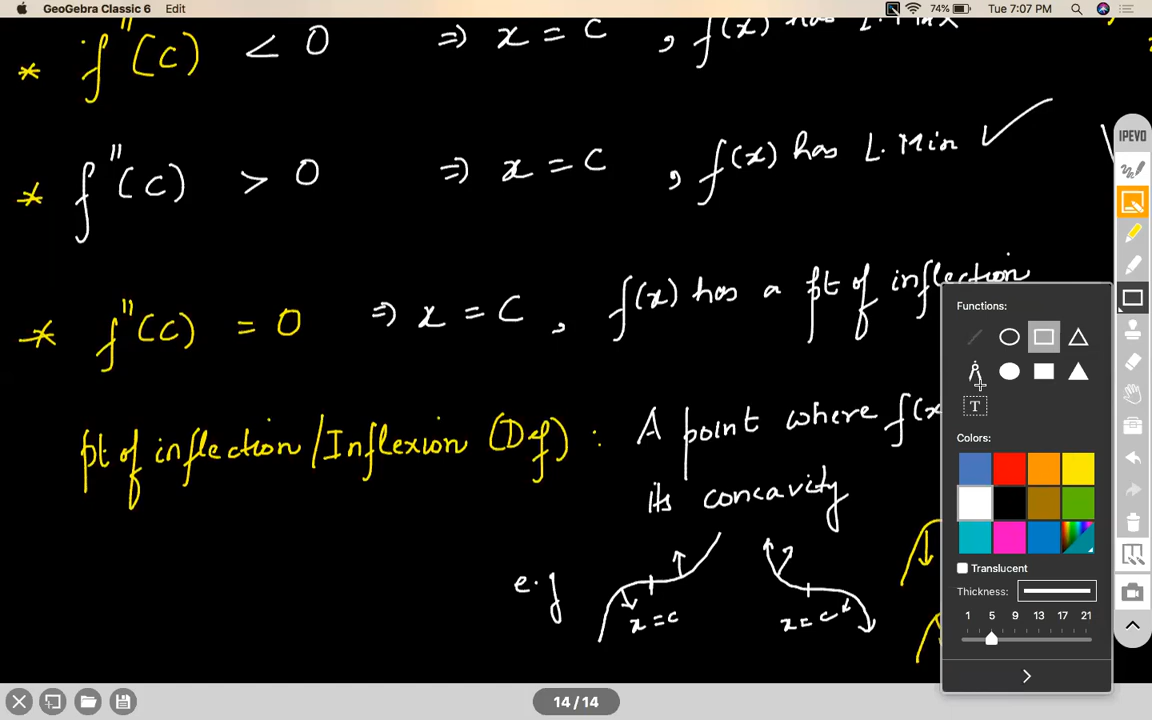 GeoGebra Classic 6 Edit 74% Tue 7:07 PM
* f''(c) < 0 ⇒ x = c , f(x) has L. Max
* f''(c) > 0 ⇒ x = c , f(x) has L. Min ✓
* f''(c) = 0 ⇒ x = c , f(x) has a pt of inflection
pt of inflection/Inflexion (Def) : A point where f(x
its concavity
e.g
x = c x = c
IPEVO
Functions:
T
Colors:
Translucent
Thickness:
1 5 9 13 17 21
14 / 14